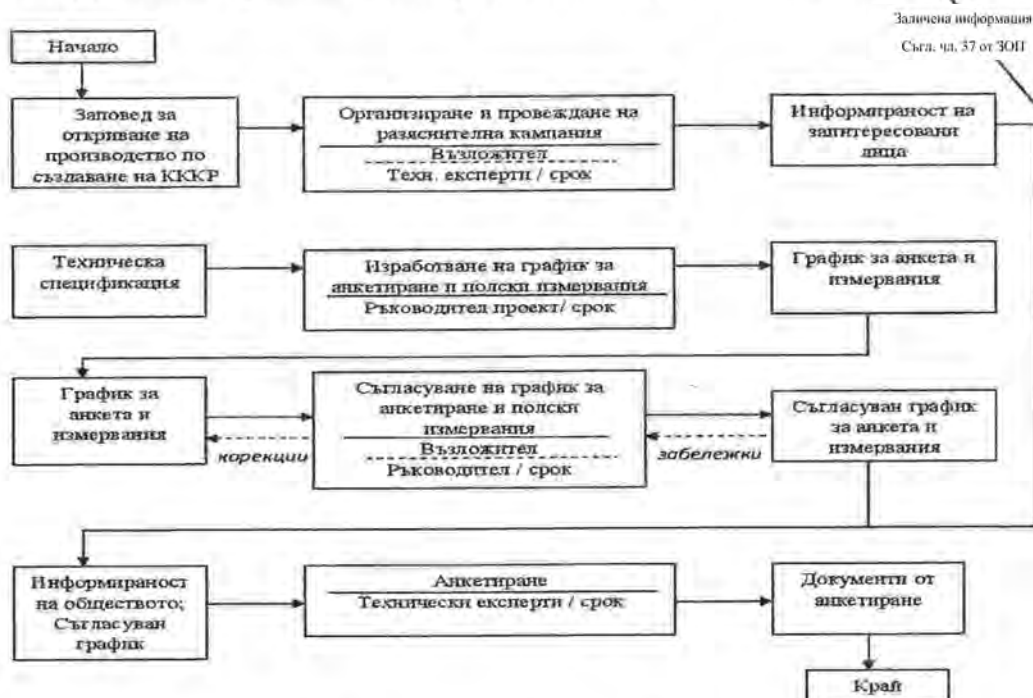 Заличена информация
Съгл. чл. 37 от ЗОП
Начало
Заповед за
откриване на
производство по
създаване на КККР
Организиране и провеждане на
разяснителна кампания
Възложител
Техн. експерти / срок
Информираност на
заинтересовани
лица
Техническа
спецификация
Изработване на график за
анкетиране и полски измервания
Ръководител проект/ срок
График за анкета и
измервания
График за
анкета и
измервания
корекции
Съгласуване на график за
анкетиране и полски
измервания
Възложител
Ръководител / срок
забележки
Съгласуван график
за анкета и
измервания
Информираност
на обществото;
Съгласуван
график
Анкетиране
Технически експерти / срок
Документи от
анкетиране
Край